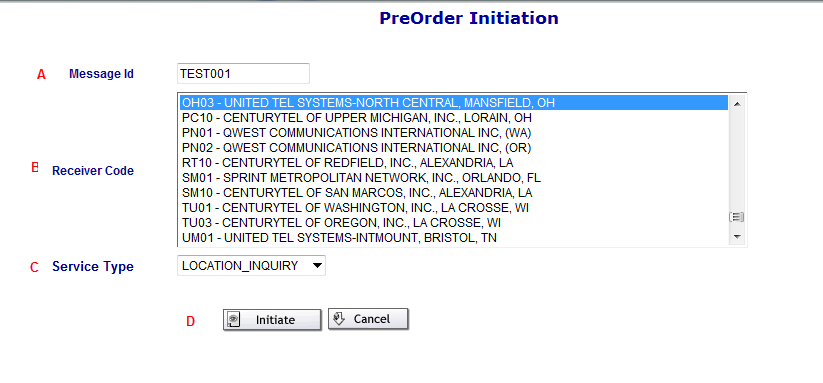 PreOrder Initiation
A Message Id TEST001
OH03 - UNITED TEL SYSTEMS-NORTH CENTRAL, MANSFIELD, OH
PC10 - CENTURYTEL OF UPPER MICHIGAN, INC., LORAIN, OH
PN01 - QWEST COMMUNICATIONS INTERNATIONAL INC, (WA)
PN02 - QWEST COMMUNICATIONS INTERNATIONAL INC, (OR)
RT10 - CENTURYTEL OF REDFIELD, INC., ALEXANDRIA, LA
B Receiver Code
SM01 - SPRINT METROPOLITAN NETWORK, INC., ORLANDO, FL
SM10 - CENTURYTEL OF SAN MARCOS, INC., ALEXANDRIA, LA
TU01 - CENTURYTEL OF WASHINGTON, INC., LA CROSSE, WI
TU03 - CENTURYTEL OF OREGON, INC., LA CROSSE, WI
UM01 - UNITED TEL SYSTEMS-INTMOUNT, BRISTOL, TN
C Service Type LOCATION_INQUIRY
D Initiate Cancel